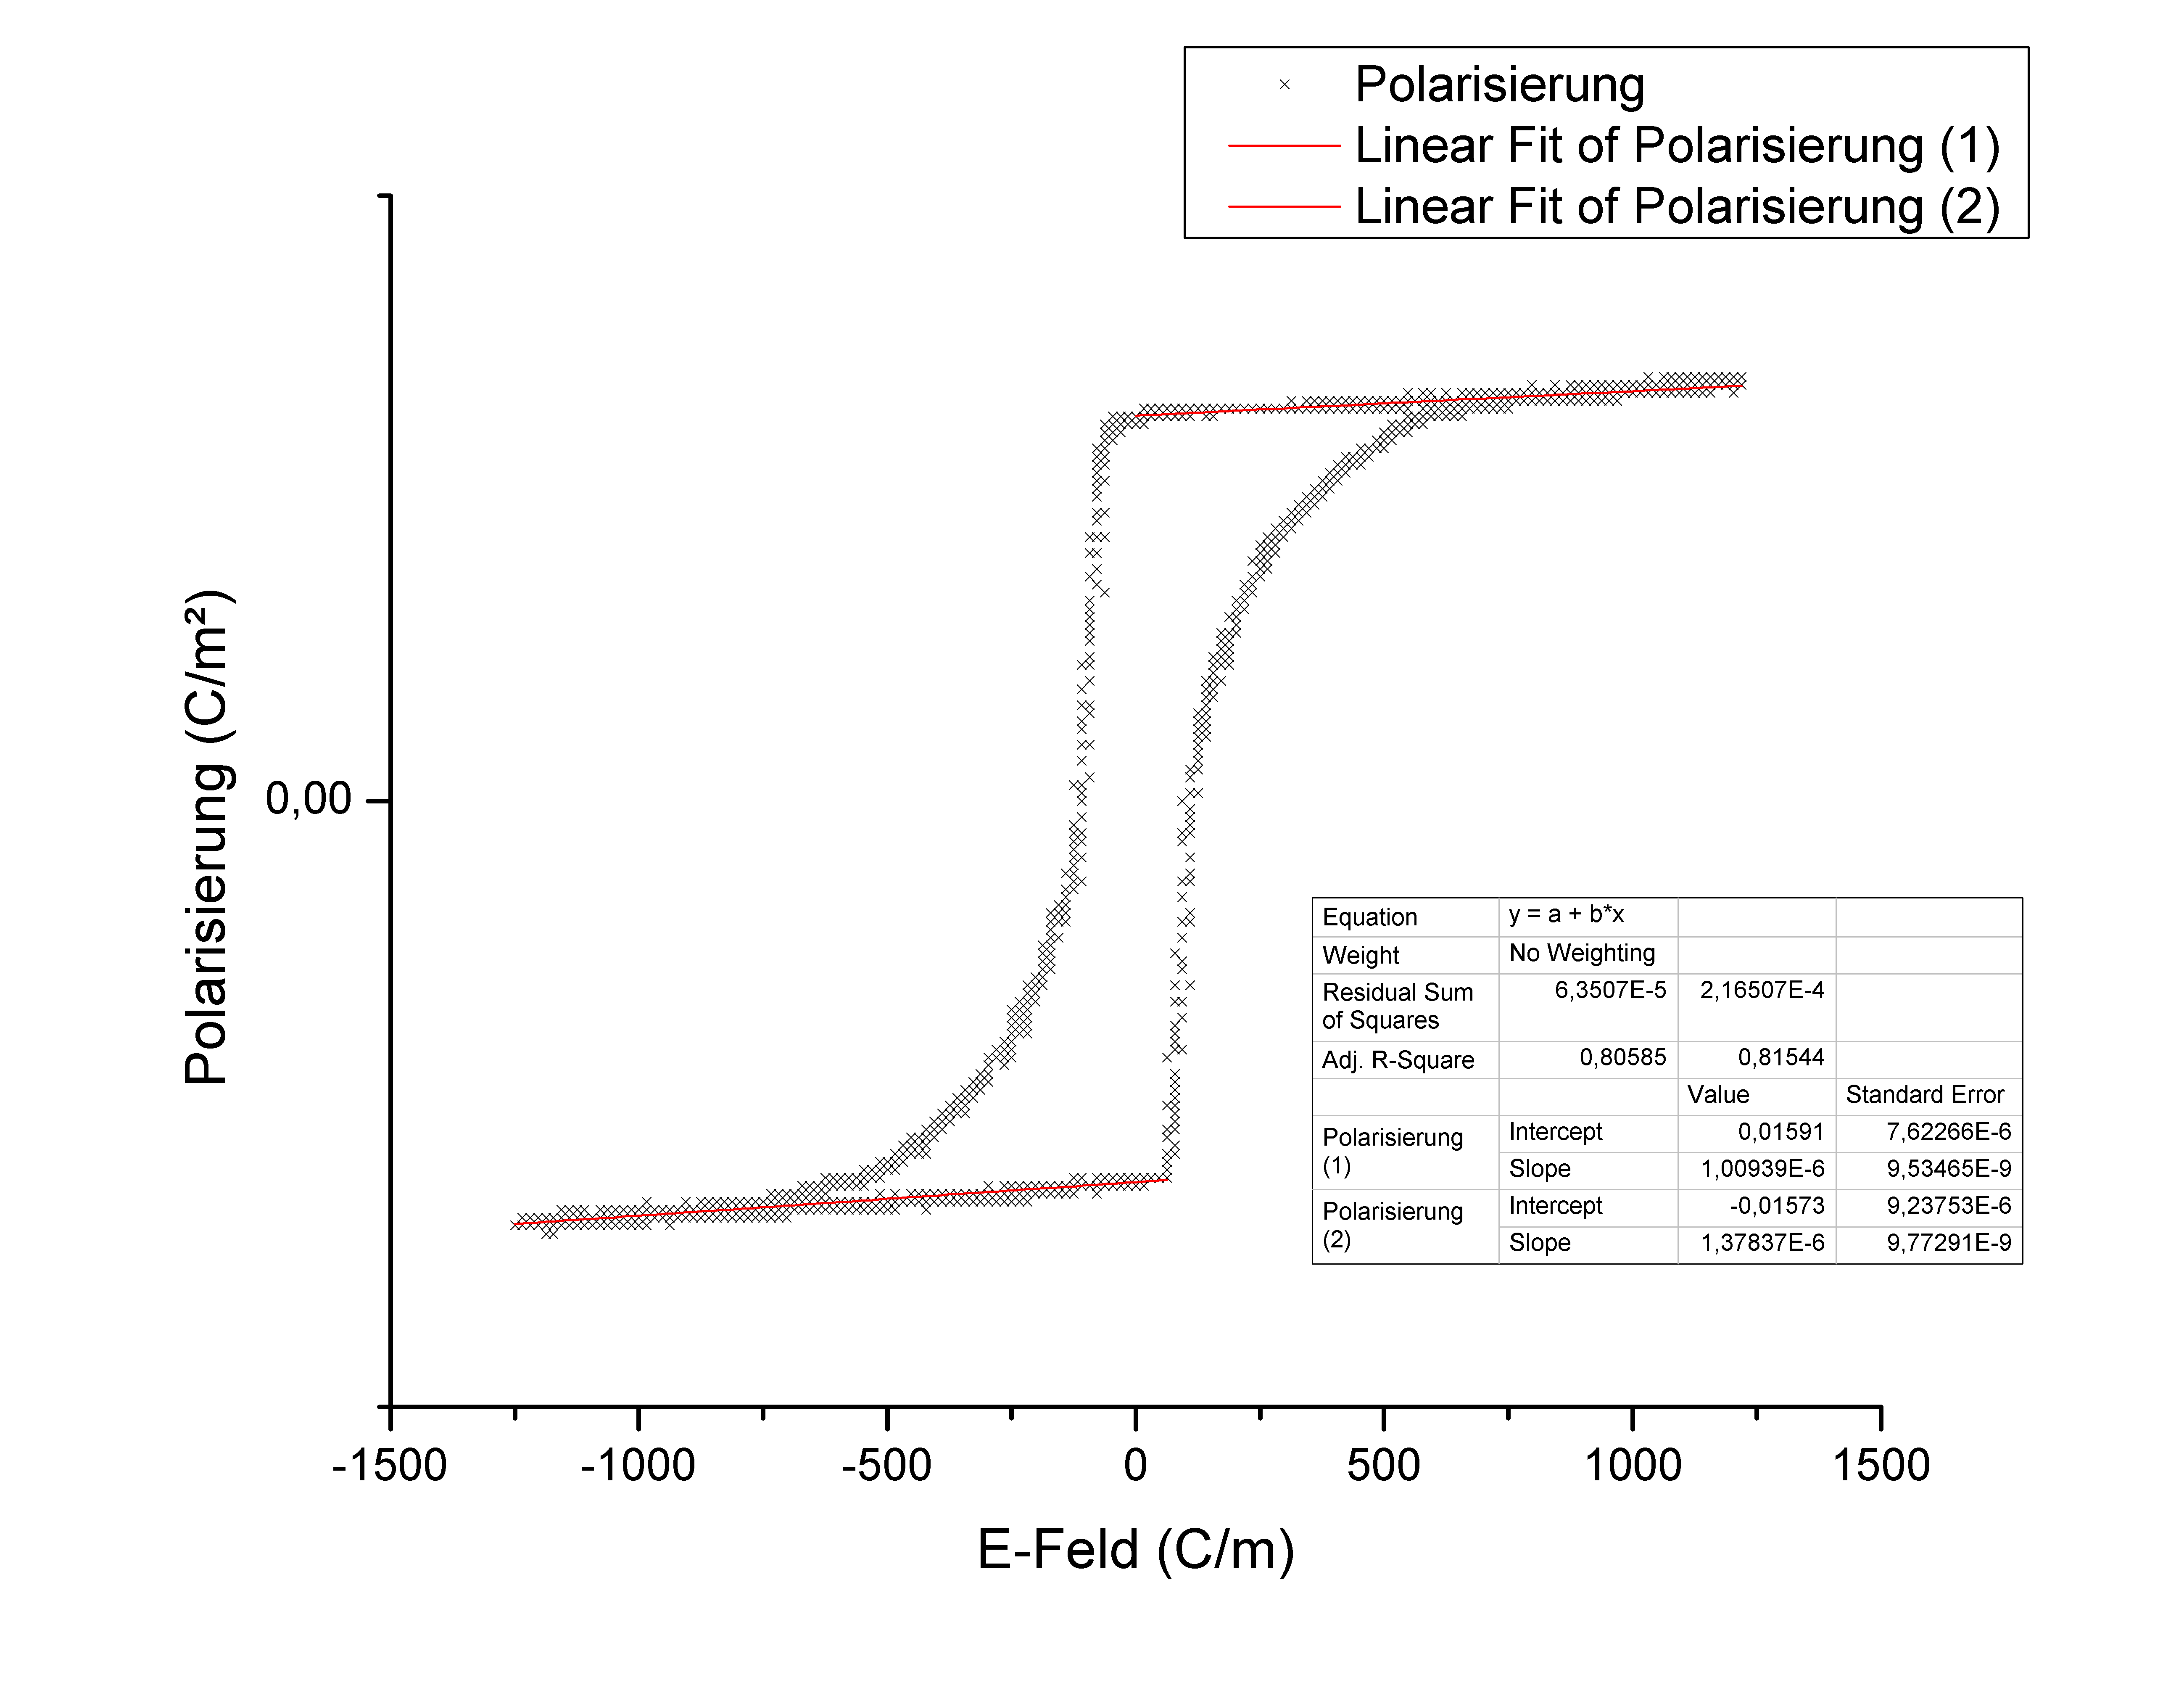 Polarisierung
Linear Fit of Polarisierung (1)
Linear Fit of Polarisierung (2)
Polarisierung (C/m²)
0,00
Equation y = a + b*x
Weight No Weighting
Residual Sum of Squares 6,3507E-5 2,16507E-4
Adj. R-Square 0,80585 0,81544
Value Standard Error
Polarisierung (1) Intercept 0,01591 7,62266E-6
Slope 1,00939E-6 9,53465E-9
Polarisierung (2) Intercept -0,01573 9,23753E-6
Slope 1,37837E-6 9,77291E-9
-1500 -1000 -500 0 500 1000 1500
E-Feld (C/m)